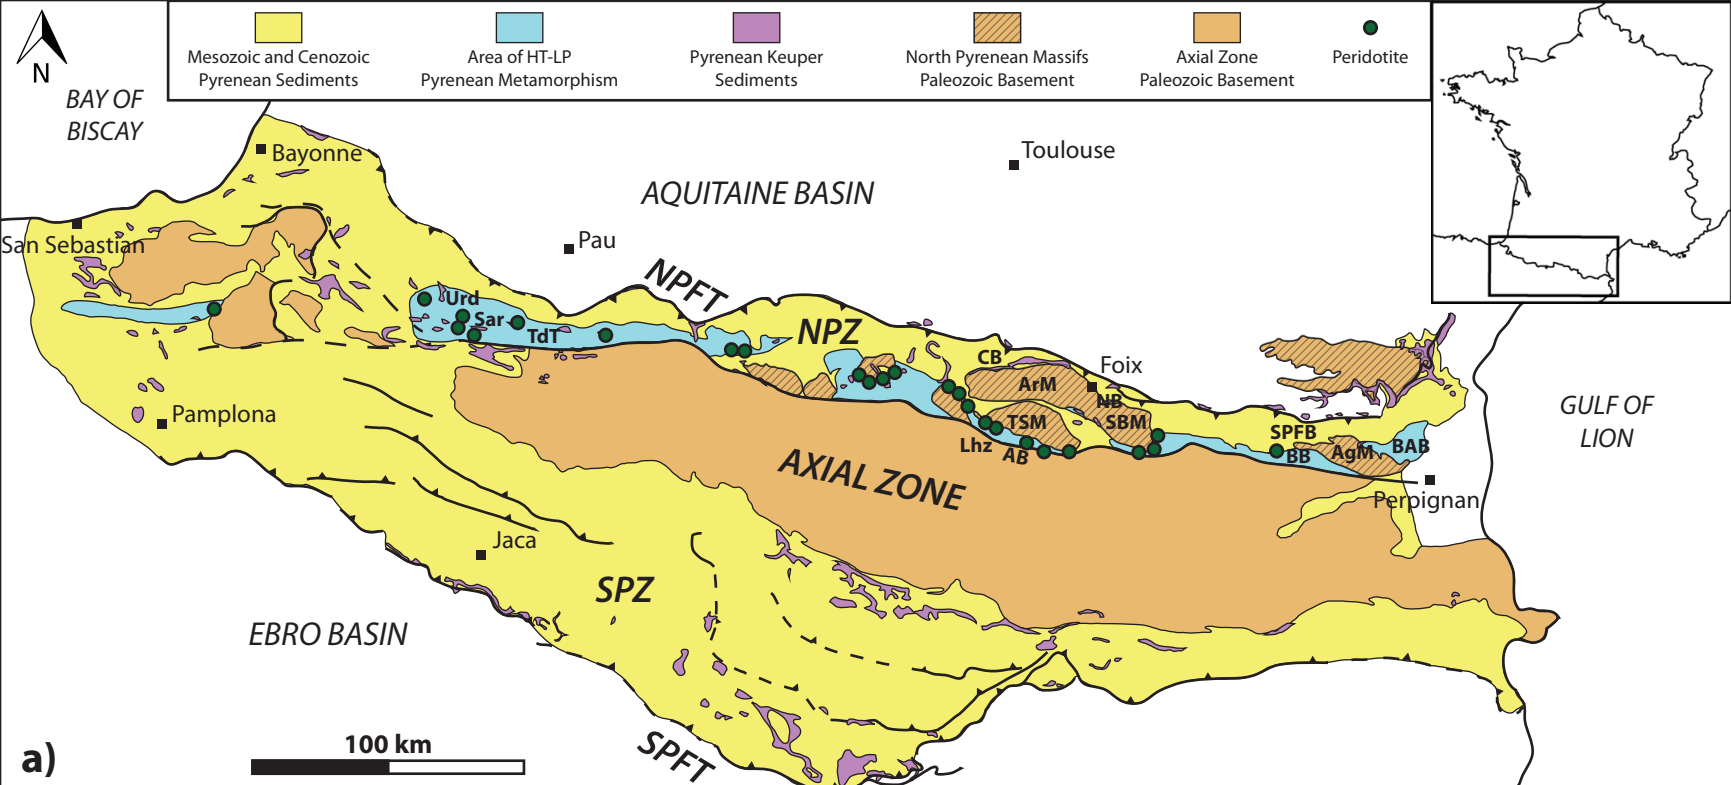 Mesozoic and Cenozoic
Pyrenean Sediments
Area of HT-LP
Pyrenean Metamorphism
Pyrenean Keuper
Sediments
North Pyrenean Massifs
Paleozoic Basement
Axial Zone
Paleozoic Basement
Peridotite
N
BAY OF
BISCAY
Bayonne
Toulouse
AQUITAINE BASIN
San Sebastian
Pau
NPFT
Urd
Sar
TdT
NPZ
CB
Foix
ArM
NB
Pamplona
TSM
SBM
GULF OF
LION
SPFB
Lhz
AB
BB
AgM
BAB
AXIAL ZONE
Perpignan
Jaca
SPZ
EBRO BASIN
SPFT
100 km
a)